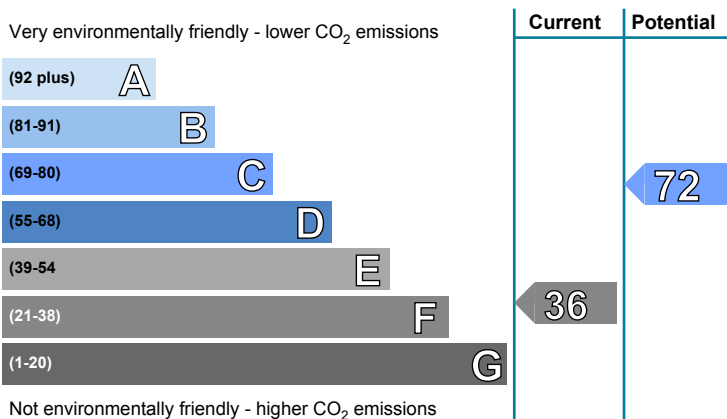 Current Potential
Very environmentally friendly - lower CO₂ emissions
(92 plus) A
(81-91) B
(69-80) C
72
(55-68) D
(39-54 E
36
(21-38) F
(1-20) G
Not environmentally friendly - higher CO₂ emissions